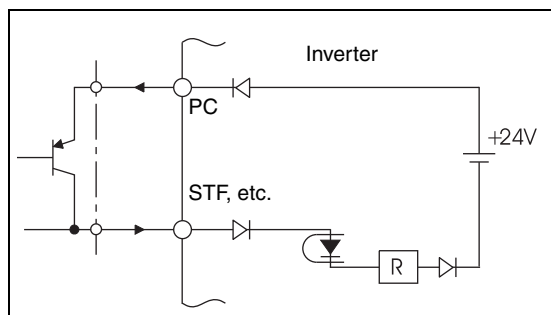 Inverter
PC
+24V
STF, etc.
R